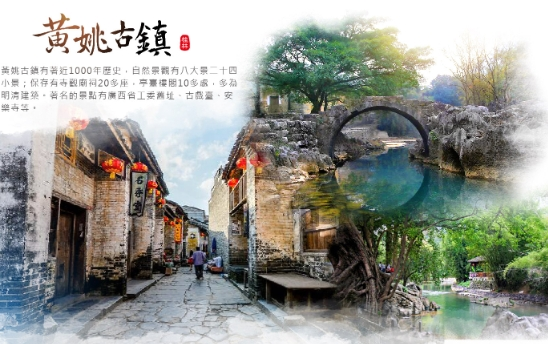 黃姚古鎮
桂林
黃姚古鎮有著近1000年歷史，自然景觀有八大景二十四
小景；保存有寺觀廟祠20多座，亭臺樓閣10多處，多為
明清建築。著名的景點有廣西省工委舊址、古戲臺、安
樂寺等。